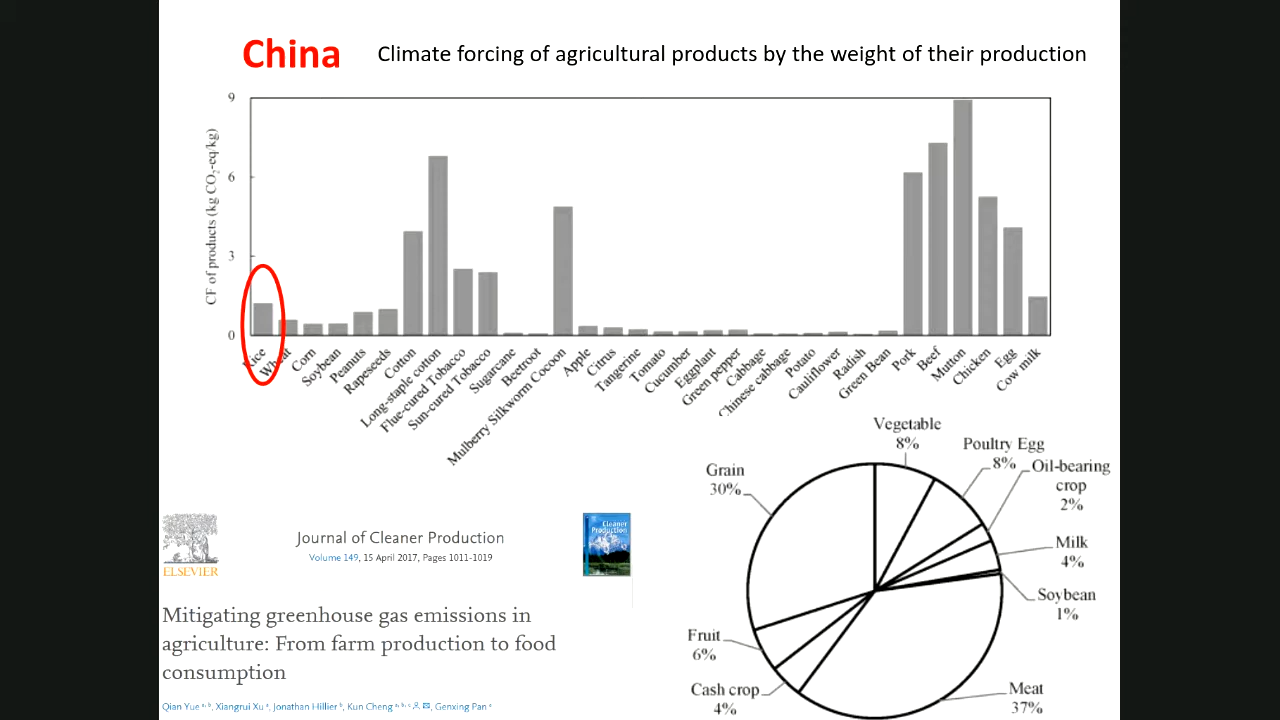 China
Climate forcing of agricultural products by the weight of their production
CF of products (kg CO₂-eq/kg)
9
6
3
0
Rice
Wheat
Corn
Soybean
Peanuts
Rapeseeds
Cotton
Long-staple cotton
Flue-cured Tobacco
Sun-cured Tobacco
Sugarcane
Beetroot
Mulberry Silkworm Cocoon
Apple
Citrus
Tangerine
Tomato
Cucumber
Eggplant
Green pepper
Cabbage
Chinese cabbage
Potato
Cauliflower
Radish
Green Bean
Pork
Beef
Mutton
Chicken
Egg
Cow milk
Vegetable
8%
Poultry Egg
8%
Oil-bearing
crop
2%
Milk
4%
Soybean
1%
Meat
37%
Cash crop
4%
Fruit
6%
Grain
30%
ELSEVIER
Journal of Cleaner Production
Volume 149, 15 April 2017, Pages 1011-1019
Cleaner
Production
Mitigating greenhouse gas emissions in
agriculture: From farm production to food
consumption
Qian Yue a, b, Xiangrui Xu a, Jonathan Hillier b, Kun Cheng a, b, c, Genxing Pan a